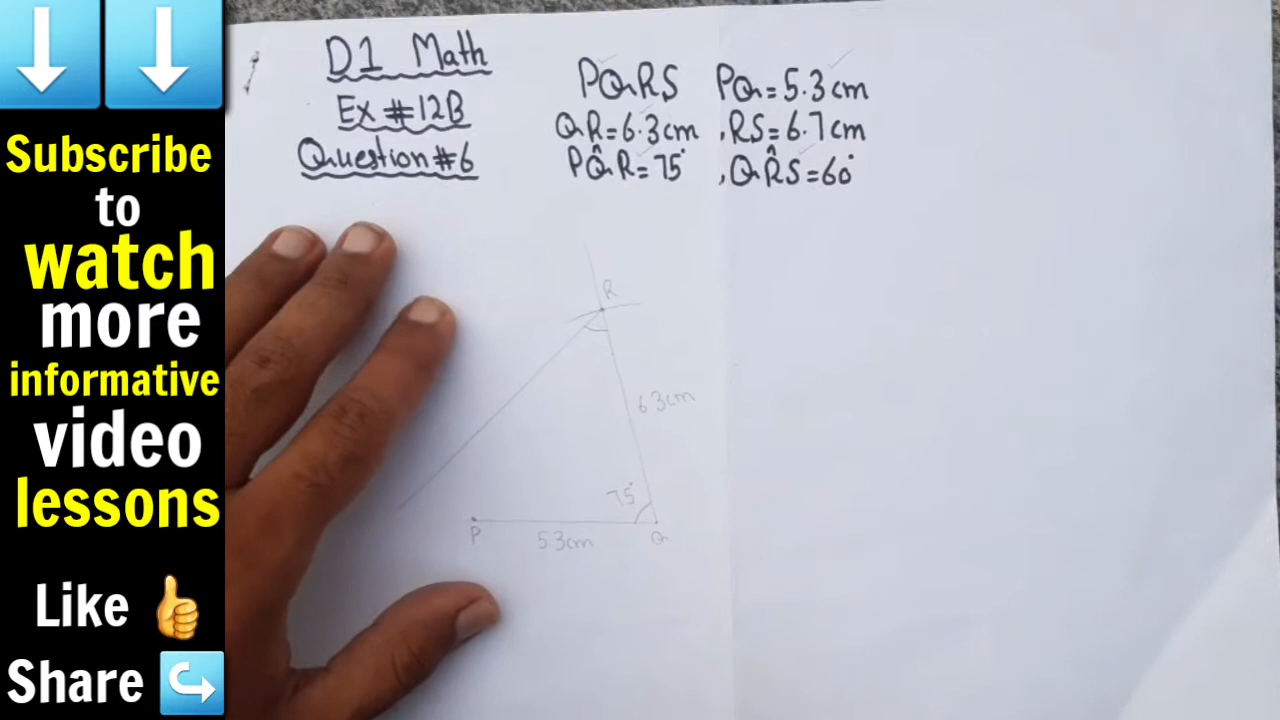 Subscribe
to
watch
more
informative
video
lessons
Like
Share
D1 Math
Ex #12B
Question #6
PQRS PQ=5.3cm
QR=6.3cm ,RS=6.7cm
PQ̂R=75° ,QR̂S=60°
R
6.3cm
75°
P
5.3cm
Q